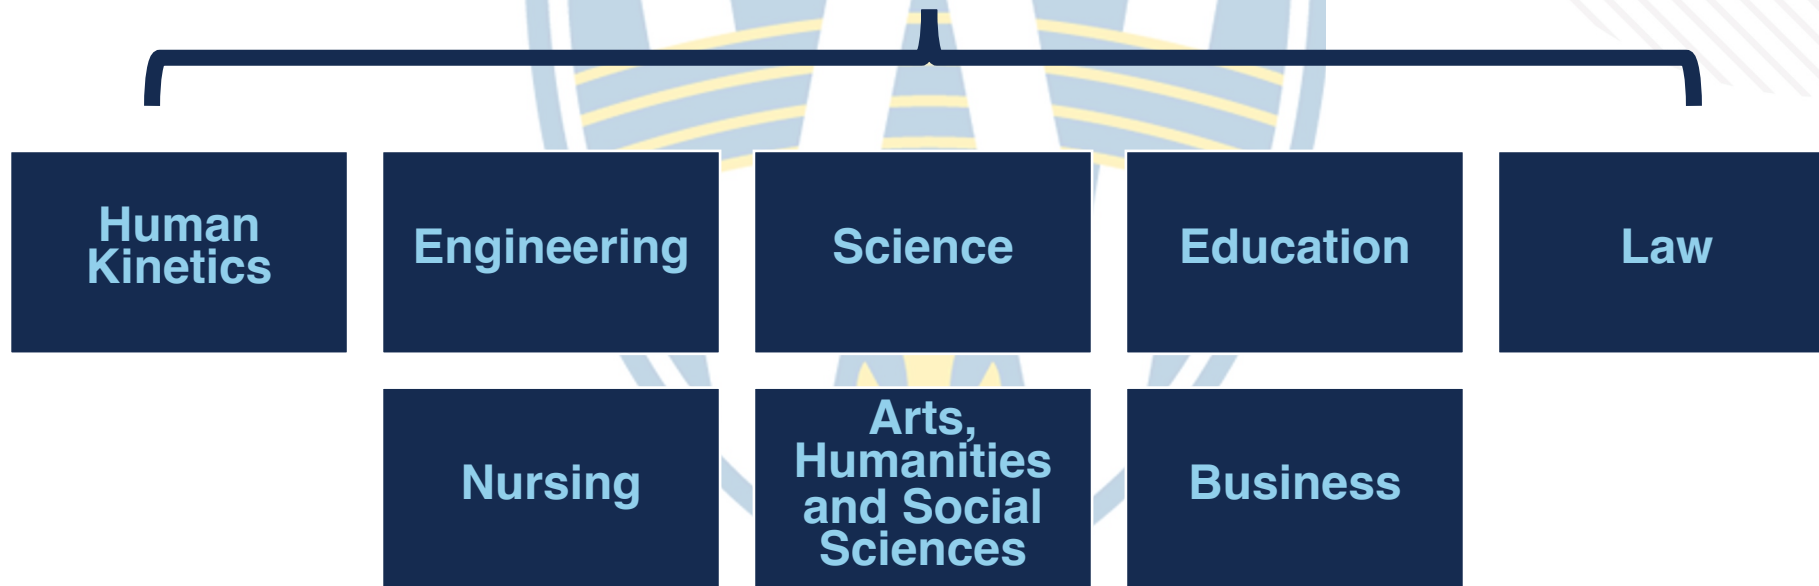 Human
Kinetics
Engineering
Science
Education
Law
Nursing
Arts,
Humanities
and Social
Sciences
Business